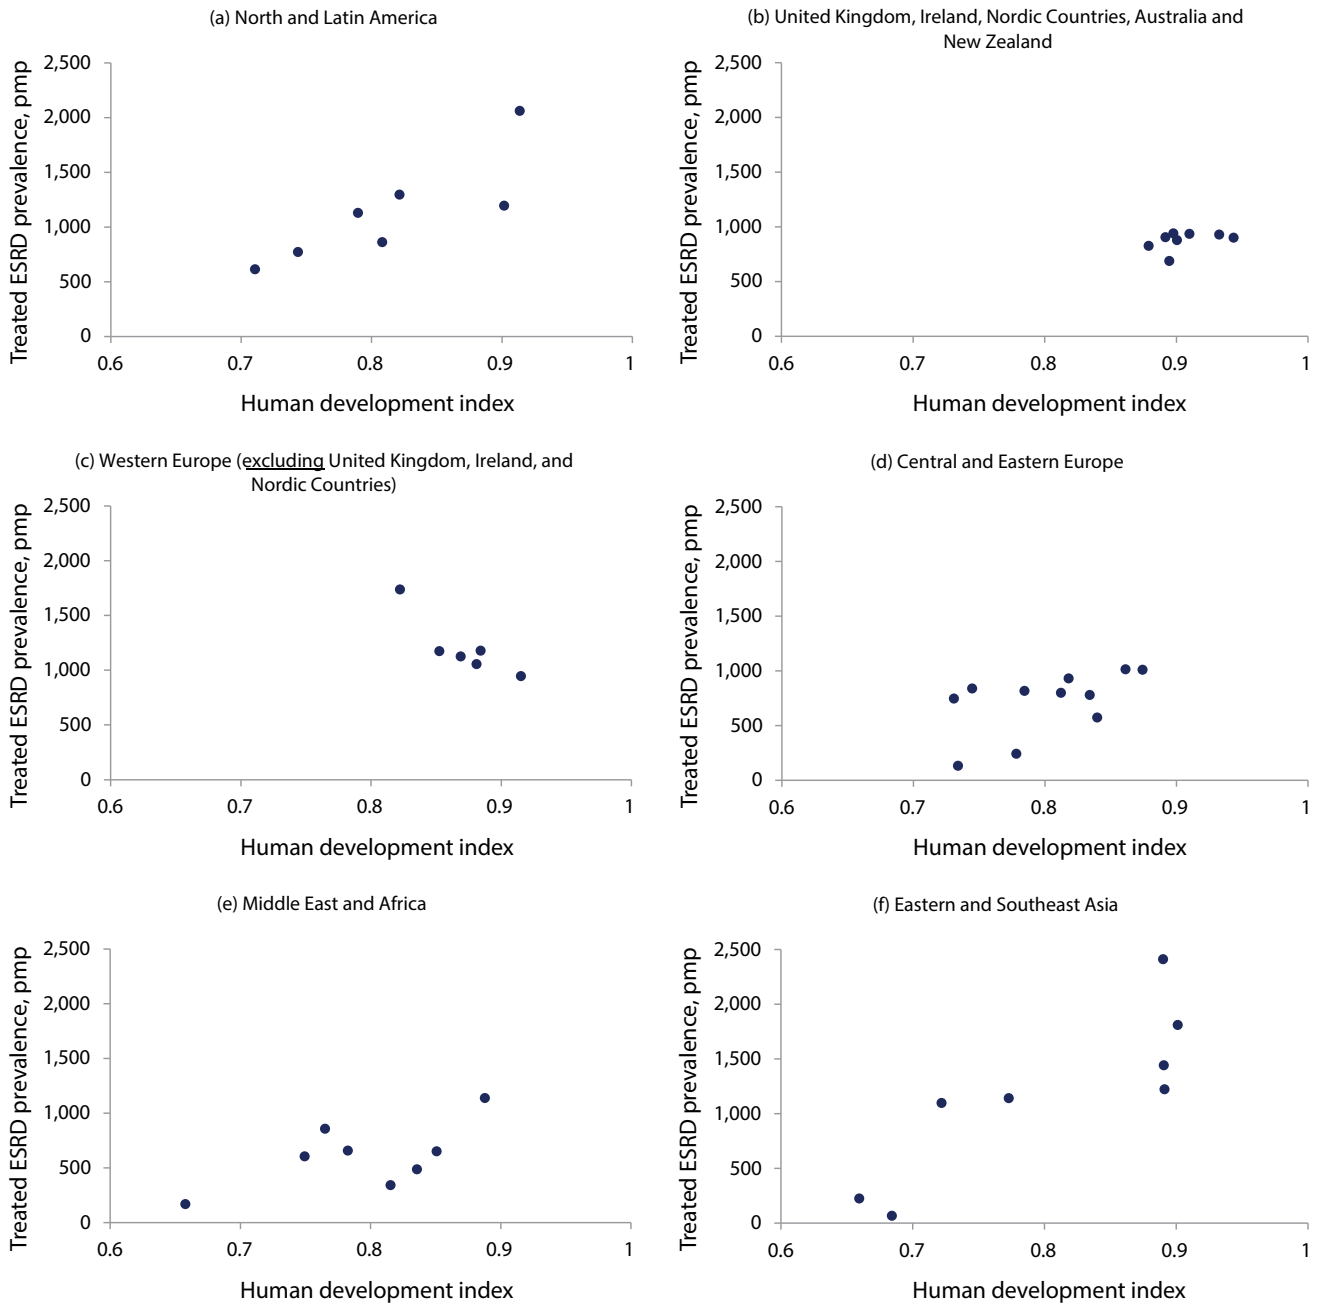 (a) North and Latin America
Treated ESRD prevalence, pmp
2,500
2,000
1,500
1,000
500
0
0.6 0.7 0.8 0.9 1
Human development index
(b) United Kingdom, Ireland, Nordic Countries, Australia and
New Zealand
Treated ESRD prevalence, pmp
2,500
2,000
1,500
1,000
500
0
0.6 0.7 0.8 0.9 1
Human development index
(c) Western Europe (excluding United Kingdom, Ireland, and
Nordic Countries)
Treated ESRD prevalence, pmp
2,500
2,000
1,500
1,000
500
0
0.6 0.7 0.8 0.9 1
Human development index
(d) Central and Eastern Europe
Treated ESRD prevalence, pmp
2,500
2,000
1,500
1,000
500
0
0.6 0.7 0.8 0.9 1
Human development index
(e) Middle East and Africa
Treated ESRD prevalence, pmp
2,500
2,000
1,500
1,000
500
0
0.6 0.7 0.8 0.9 1
Human development index
(f) Eastern and Southeast Asia
Treated ESRD prevalence, pmp
2,500
2,000
1,500
1,000
500
0
0.6 0.7 0.8 0.9 1
Human development index